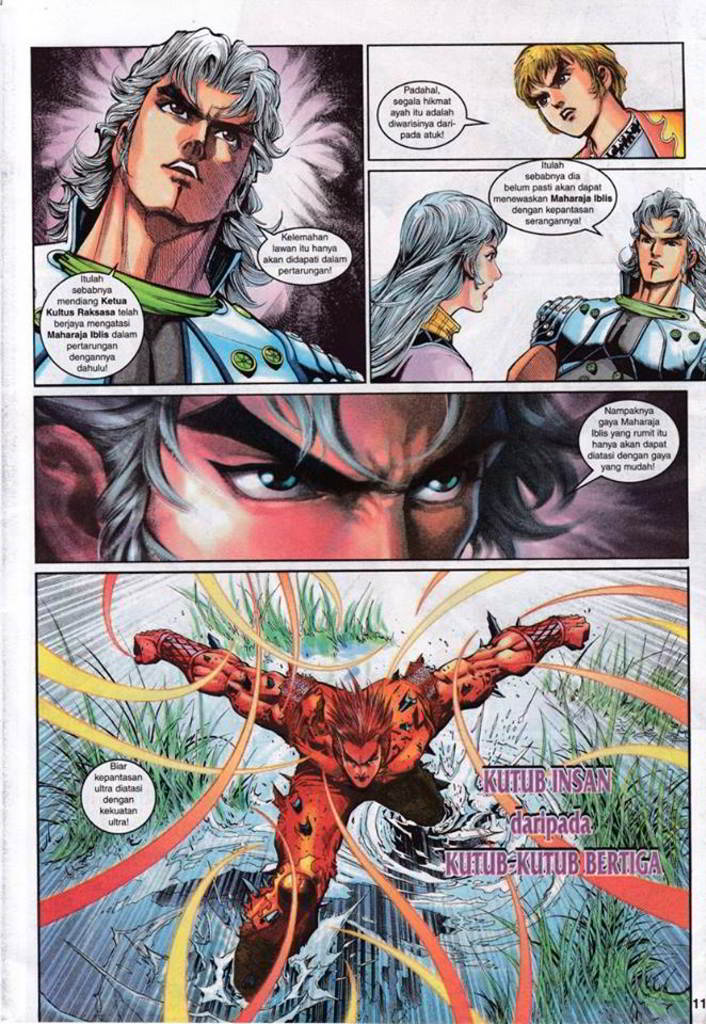 Kelemahan
lawan itu hanya
akan didapati dalam
pertarungan!
Itulah
sebabnya
mendiang Ketua
Kultus Raksasa telah
berjaya mengatasi
Maharaja Iblis dalam
pertarungan
dengannya
dahulu!
Padahal,
segala hikmat
ayah itu adalah
diwarisinya dari-
pada atuk!
Itulah
sebabnya dia
belum pasti akan dapat
menewaskan Maharaja Iblis
dengan kepantasan
serangannya!
Nampaknya
gaya Maharaja
Iblis yang rumit itu
hanya dapat
diatasi dengan gaya
yang mudah!
Biar
kepantasan
ultra diatasi
dengan
kekuatan
ultra!
KUTUB INSAN
daripada
KUTUB-KUTUB BERTIGA
11